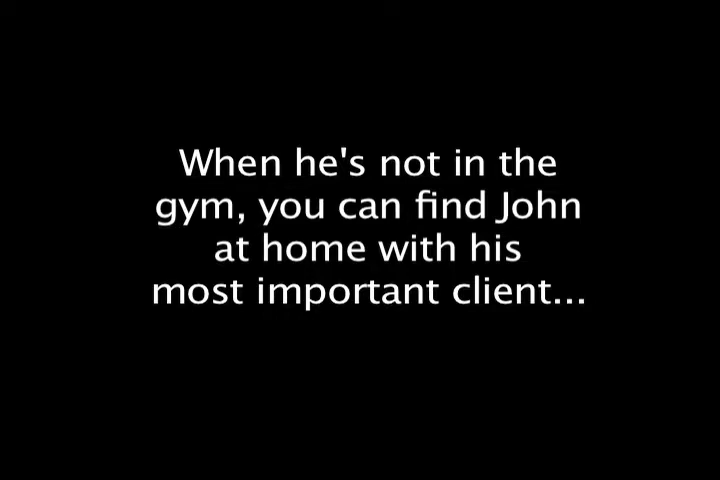 When he's not in the
gym, you can find John
at home with his
most important client...